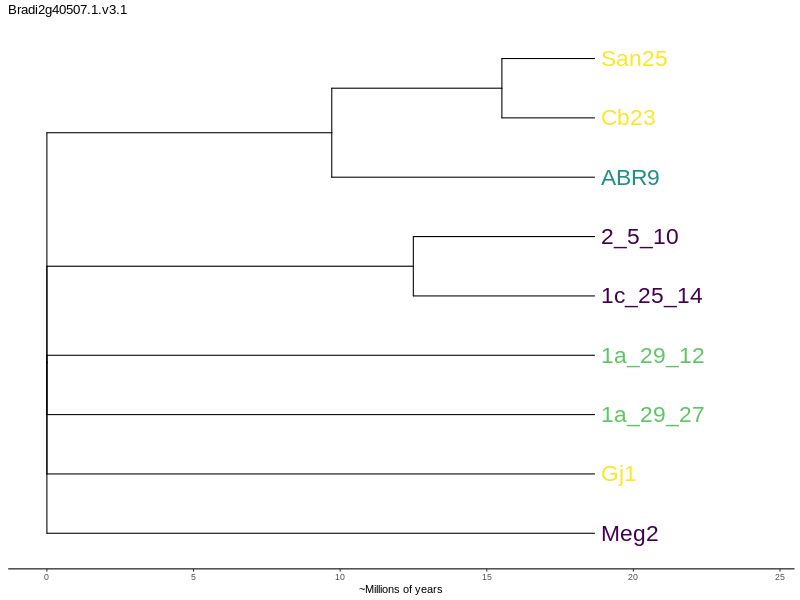 Bradi2g40507.1.v3.1
San25
Cb23
ABR9
2_5_10
1c_25_14
1a_29_12
1a_29_27
Gj1
Meg2
0 5 10 15 20 25
~Millions of years